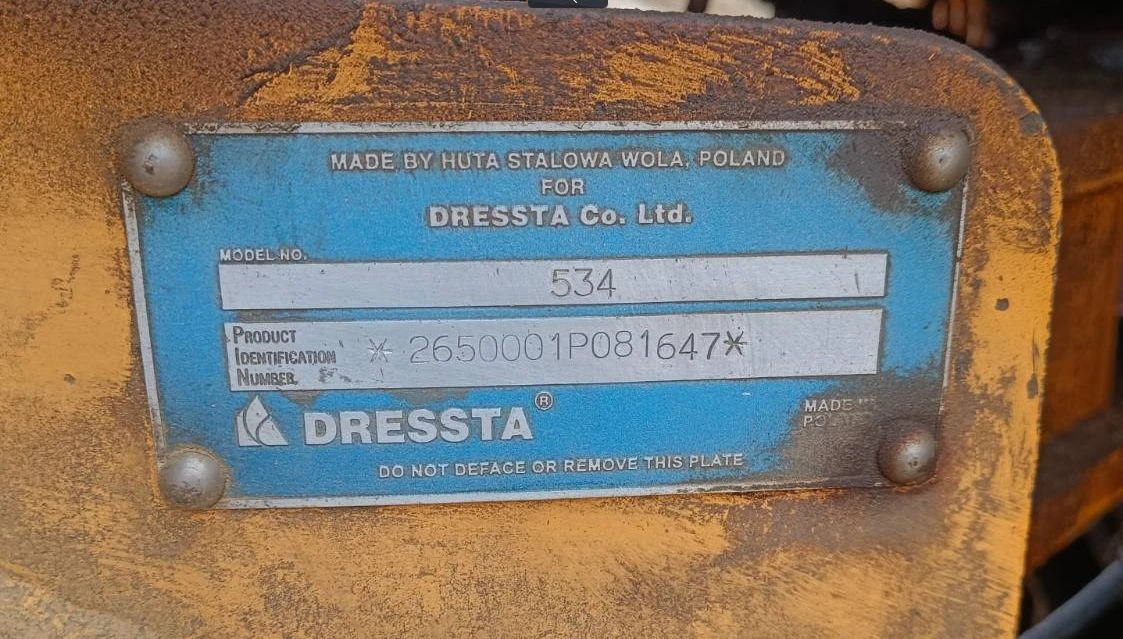 MADE BY HUTA STALOWA WOLA, POLAND
FOR
DRESSTA Co. Ltd.
MODEL NO.
534
PRODUCT
IDENTIFICATION
NUMBER
* 2650001P081647*
DRESSTA®
MADE
DO NOT DEFACE OR REMOVE THIS PLATE